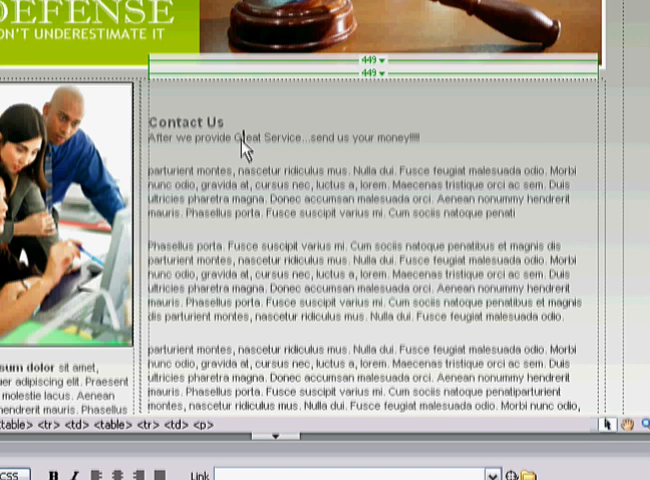 DEFENSE
ON'T UNDERESTIMATE IT
449
449
Contact Us
After we provide Great Service...send us your money!!!!!
parturient montes, nascetur ridiculus mus. Nulla dui. Fusce feugiat malesuada odio. Morbi
nunc odio, gravida at, cursus nec, luctus a, lorem. Maecenas tristique orci ac sem. Duis
ultricies pharetra magna. Donec accumsan malesuada orci. Aenean nonummy hendrerit
mauris. Phasellus porta. Fusce suscipit varius mi. Cum sociis natoque penati
Phasellus porta. Fusce suscipit varius mi. Cum sociis natoque penatibus et magnis dis
parturient montes, nascetur ridiculus mus. Nulla dui. Fusce feugiat malesuada odio. Morbi
nunc odio, gravida at, cursus nec, luctus a, lorem. Maecenas tristique orci ac sem. Duis
ultricies pharetra magna. Donec accumsan malesuada orci. Aenean nonummy hendrerit
mauris. Phasellus porta. Fusce suscipit varius mi. Cum sociis natoque penatibus et magnis
dis parturient montes, nascetur ridiculus mus. Nulla dui. Fusce feugiat malesuada odio.
parturient montes, nascetur ridiculus mus. Nulla dui. Fusce feugiat malesuada odio. Morbi
nunc odio, gravida at, cursus nec, luctus a, lorem. Maecenas tristique orci ac sem. Duis
ultricies pharetra magna. Donec accumsan malesuada orci. Aenean nonummy hendrerit
mauris. Phasellus porta. Fusce suscipit varius mi. Cum sociis natoque penatiparturient
montes, nascetur ridiculus mus. Nulla dui. Fusce feugiat malesuada odio. Morbi nunc odio,
sum dolor sit amet,
uer adipiscing elit. Praesent
molestie lacus. Aenean
hendrerit mauris. Phasellus
<table> <tr> <td> <table> <tr> <td> <p>
CSS B I Link